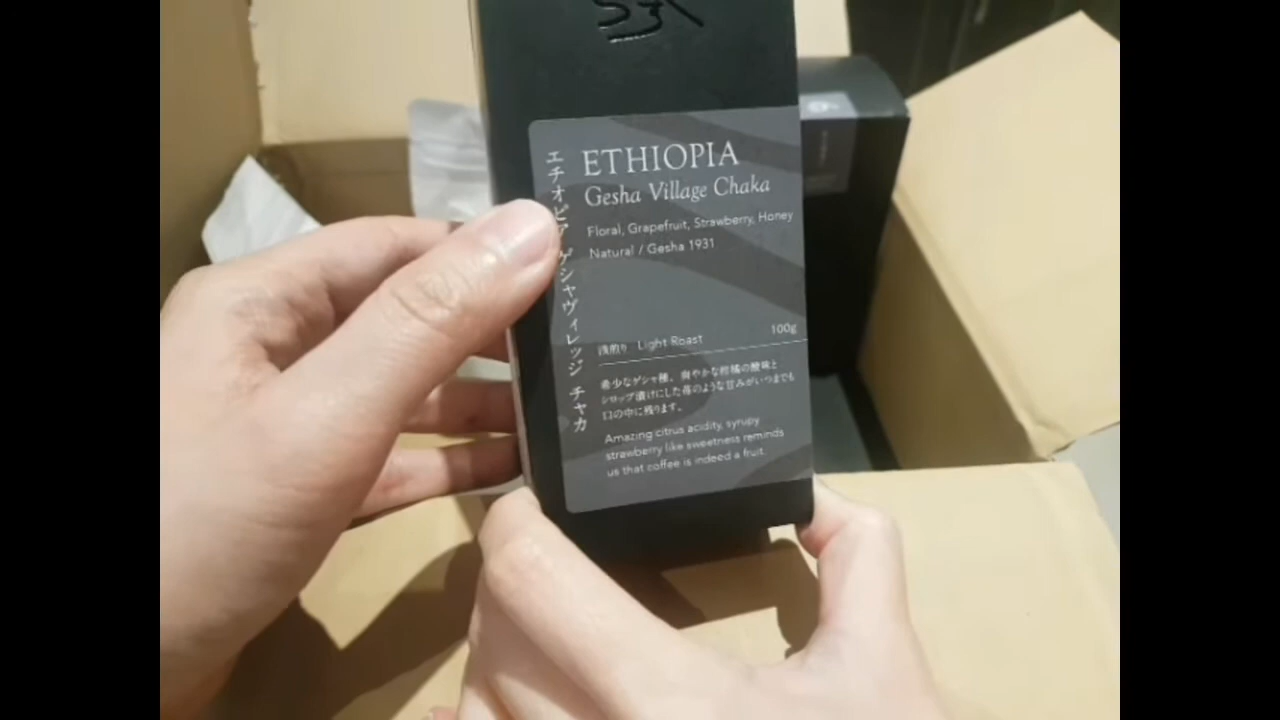 エチオピア ゲシャヴィレッジ チャカ
ETHIOPIA
Gesha Village Chaka
Floral, Grapefruit, Strawberry, Honey
Natural / Gesha 1931
浅煎り Light Roast
100g
希少なゲシャ種。爽やかな柑橘の酸味と
シロップ漬けにした苺のような甘みがいつまでも
口の中に残ります。
Amazing citrus acidity, syrupy
strawberry like sweetness reminds
us that coffee is indeed a fruit.